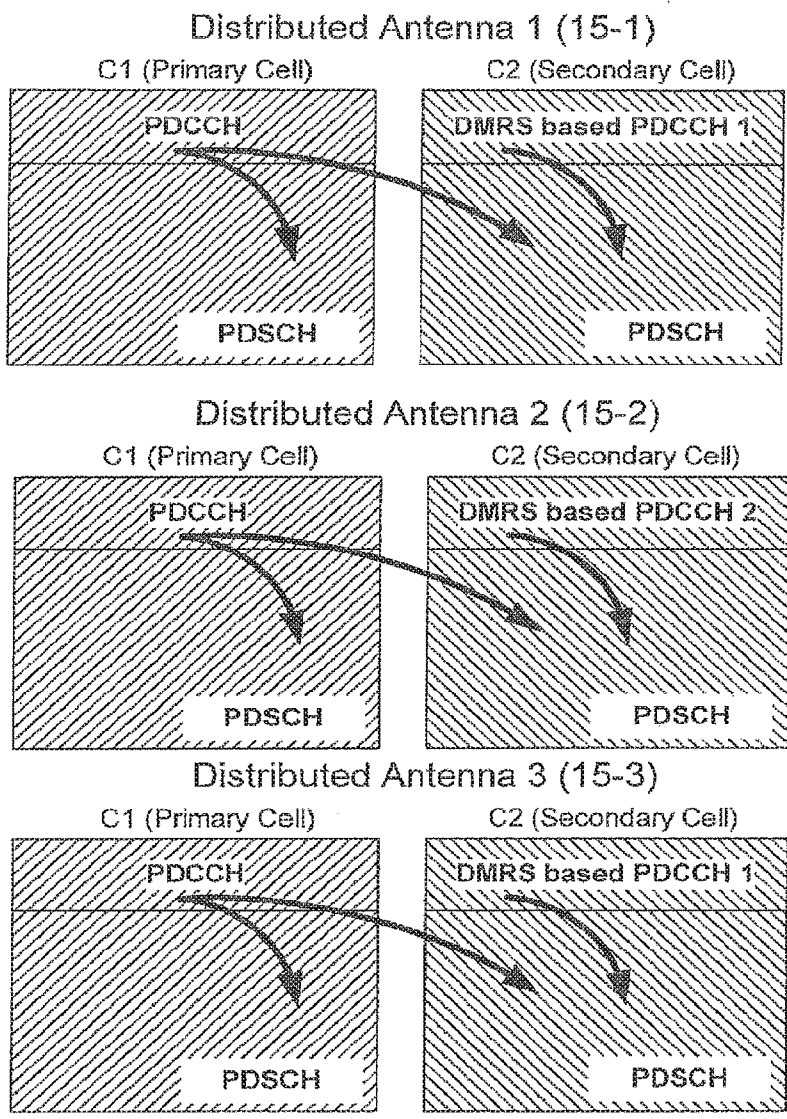 Distributed Antenna 1 (15-1)
C1 (Primary Cell) C2 (Secondary Cell)
PDCCH DMRS based PDCCH 1
PDSCH PDSCH
Distributed Antenna 2 (15-2)
C1 (Primary Cell) C2 (Secondary Cell)
PDCCH DMRS based PDCCH 2
PDSCH PDSCH
Distributed Antenna 3 (15-3)
C1 (Primary Cell) C2 (Secondary Cell)
PDCCH DMRS based PDCCH 1
PDSCH PDSCH